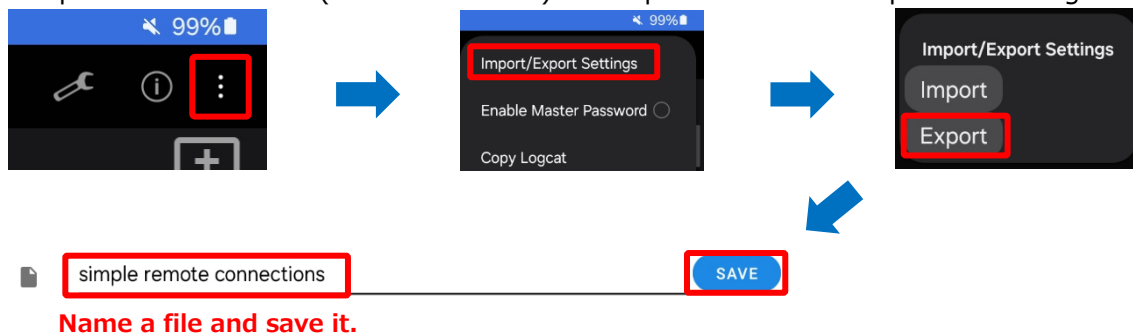 99%
99%
Import/Export Settings
Enable Master Password
Copy Logcat
Import/Export Settings
Import
Export
simple remote connections
SAVE
Name a file and save it.